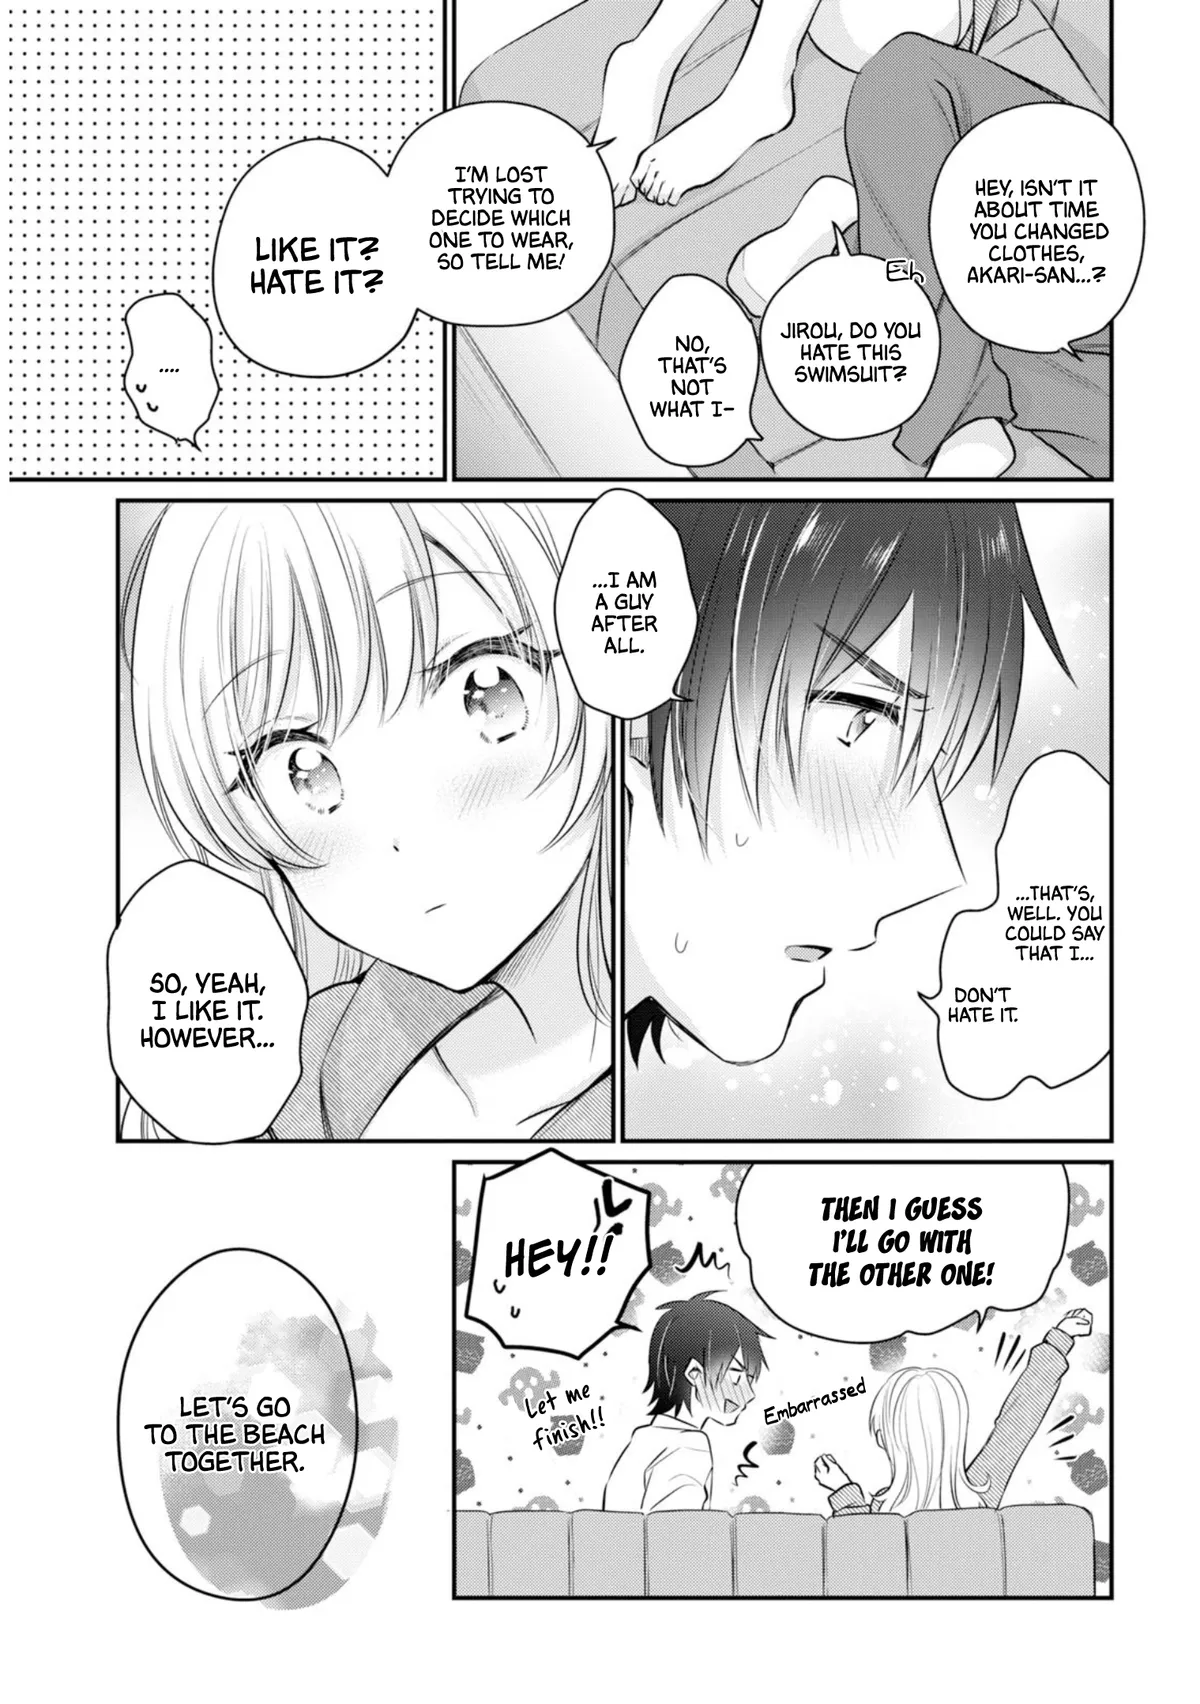 HEY, ISN'T IT
ABOUT TIME
YOU CHANGED
CLOTHES,
AKARI-SAN...?
Eh
JIROU, DO YOU
HATE THIS
SWIMSUIT?
NO,
THAT'S
NOT
WHAT I-
I'M LOST
TRYING TO
DECIDE WHICH
ONE TO WEAR,
SO TELL ME!
LIKE IT?
HATE IT?
.....
...THAT'S,
WELL. YOU
COULD SAY
THAT I...
DON'T
HATE IT.
...I AM
A GUY
AFTER
ALL.
SO, YEAH,
I LIKE IT.
HOWEVER...
THEN I GUESS
I'LL GO WITH
THE OTHER ONE!
HEY!!
Embarrassed
Let me
finish!!
LET'S GO
TO THE BEACH
TOGETHER.